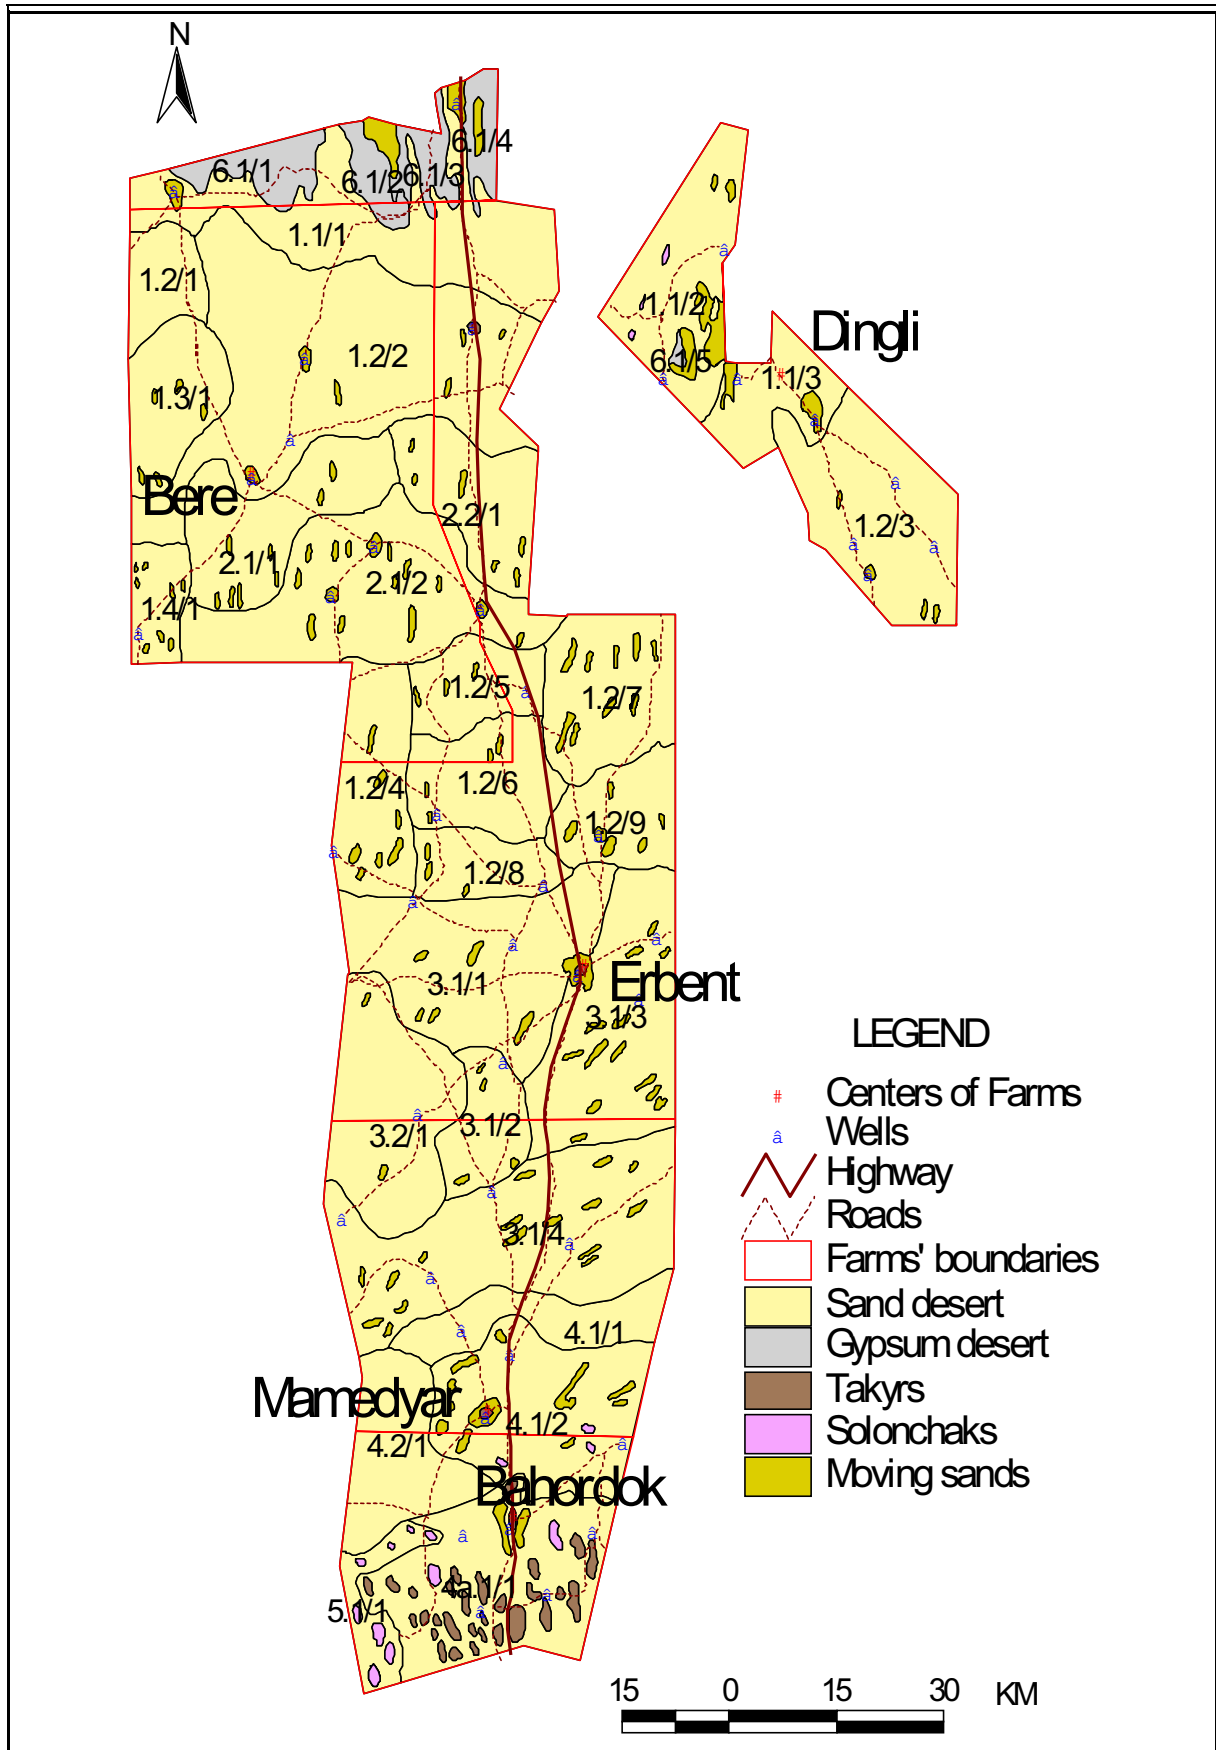 N
6.1/4
6.1/1
6.1/2
6.1/3
1.1/1
1.2/1
1.1/2
Dingli
1.2/2
6.1/5
1.1/3
1.3/1
Bere
2.2/1
1.2/3
2.1/1
2.1/2
1.4/1
1.2/5
1.2/7
1.2/4
1.2/6
1.2/9
1.2/8
3.1/1
Erbent
3.1/3
3.2/1
3.1/2
3.1/4
4.1/1
Mamedyar
4.1/2
4.2/1
Bahordok
4a.1/1
5.1/1
LEGEND
# Centers of Farms
â Wells
Highway
Roads
Farms' boundaries
Sand desert
Gypsum desert
Takyrs
Solonchaks
Moving sands
15 0 15 30 KM